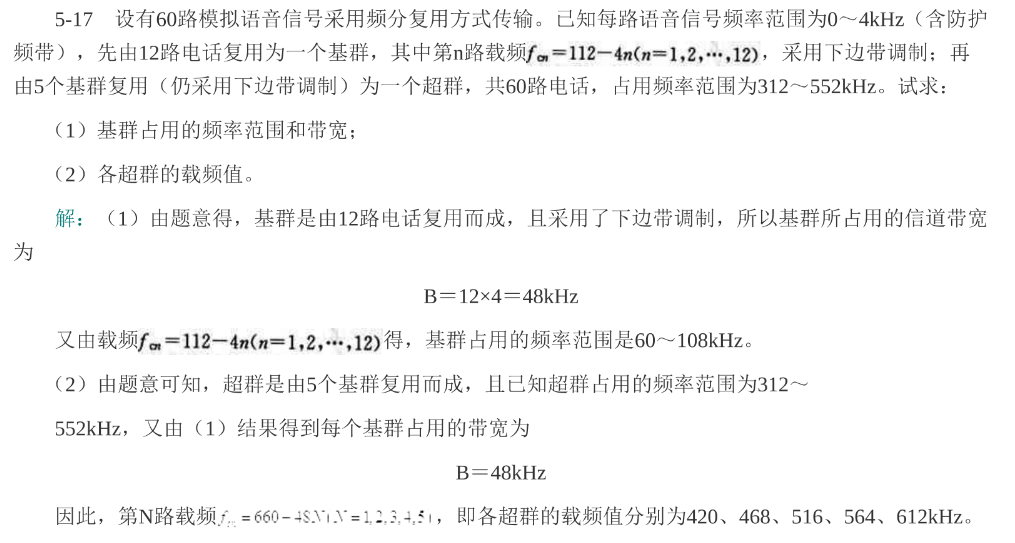 5-17 设有60路模拟语音信号采用频分复用方式传输。已知每路语音信号频率范围为0～4kHz（含防护
频带），先由12路电话复用为一个基群，其中第n路载频f_cn＝112－4n(n＝1,2,…,12)，采用下边带调制；再
由5个基群复用（仍采用下边带调制）为一个超群，共60路电话，占用频率范围为312～552kHz。试求：
（1）基群占用的频率范围和带宽；
（2）各超群的载频值。
解：（1）由题意得，基群是由12路电话复用而成，且采用了下边带调制，所以基群所占用的信道带宽
为
B＝12×4＝48kHz
又由载频f_cn＝112－4n(n＝1,2,…,12)得，基群占用的频率范围是60～108kHz。
（2）由题意可知，超群是由5个基群复用而成，且已知超群占用的频率范围为312～
552kHz，又由（1）结果得到每个基群占用的带宽为
B＝48kHz
因此，第N路载频＝660－48N(N＝1,2,3,4,5)，即各超群的载频值分别为420、468、516、564、612kHz。